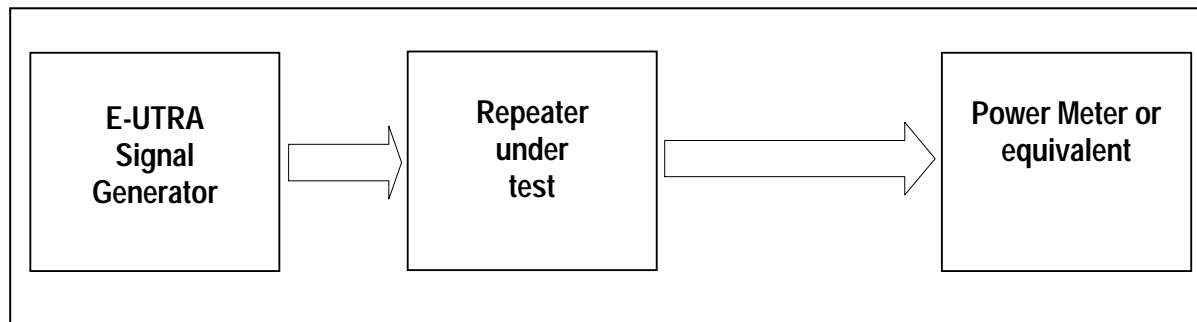 E-UTRA
Signal
Generator
Repeater
under
test
Power Meter or
equivalent